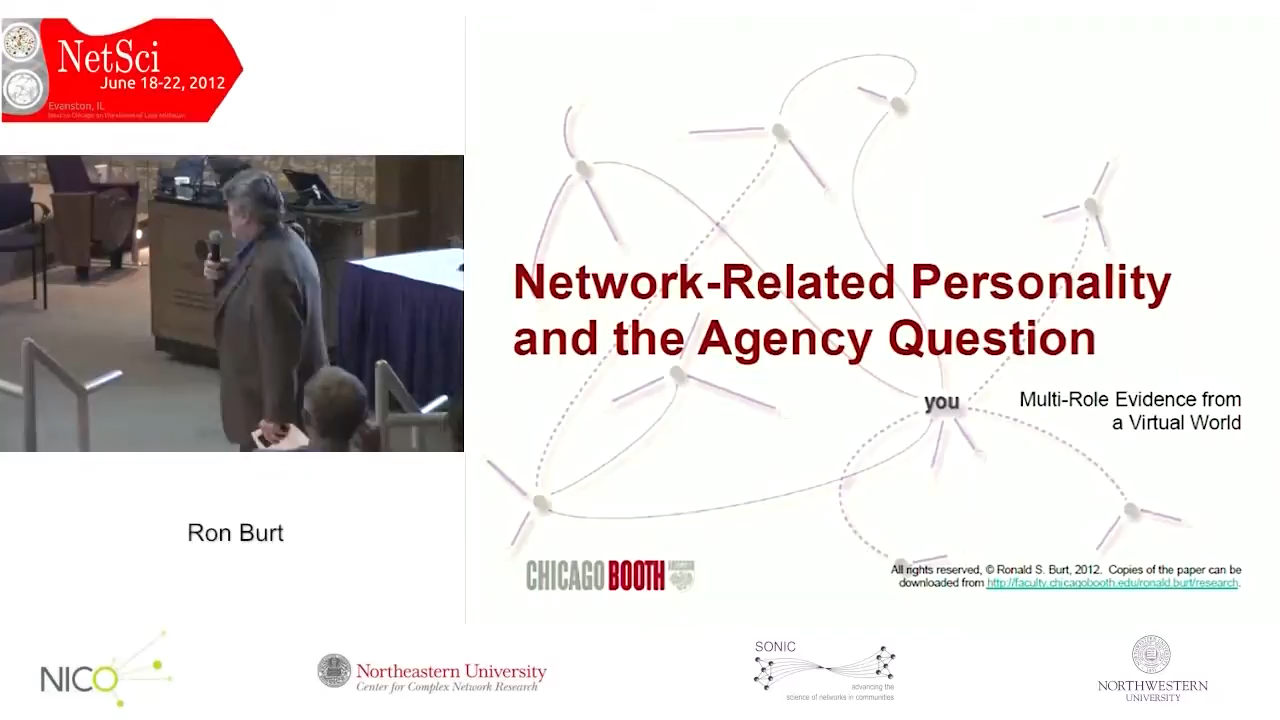 NetSci
June 18-22, 2012
Evanston, IL
Network-Related Personality
and the Agency Question
you
Multi-Role Evidence from
a Virtual World
Ron Burt
CHICAGO BOOTH
All rights reserved, © Ronald S. Burt, 2012. Copies of the paper can be
downloaded from http://faculty.chicagobooth.edu/ronald.burt/research.
NICO
Northeastern University
Center for Complex Network Research
SONIC
advancing the
science of networks in communities
NORTHWESTERN
UNIVERSITY